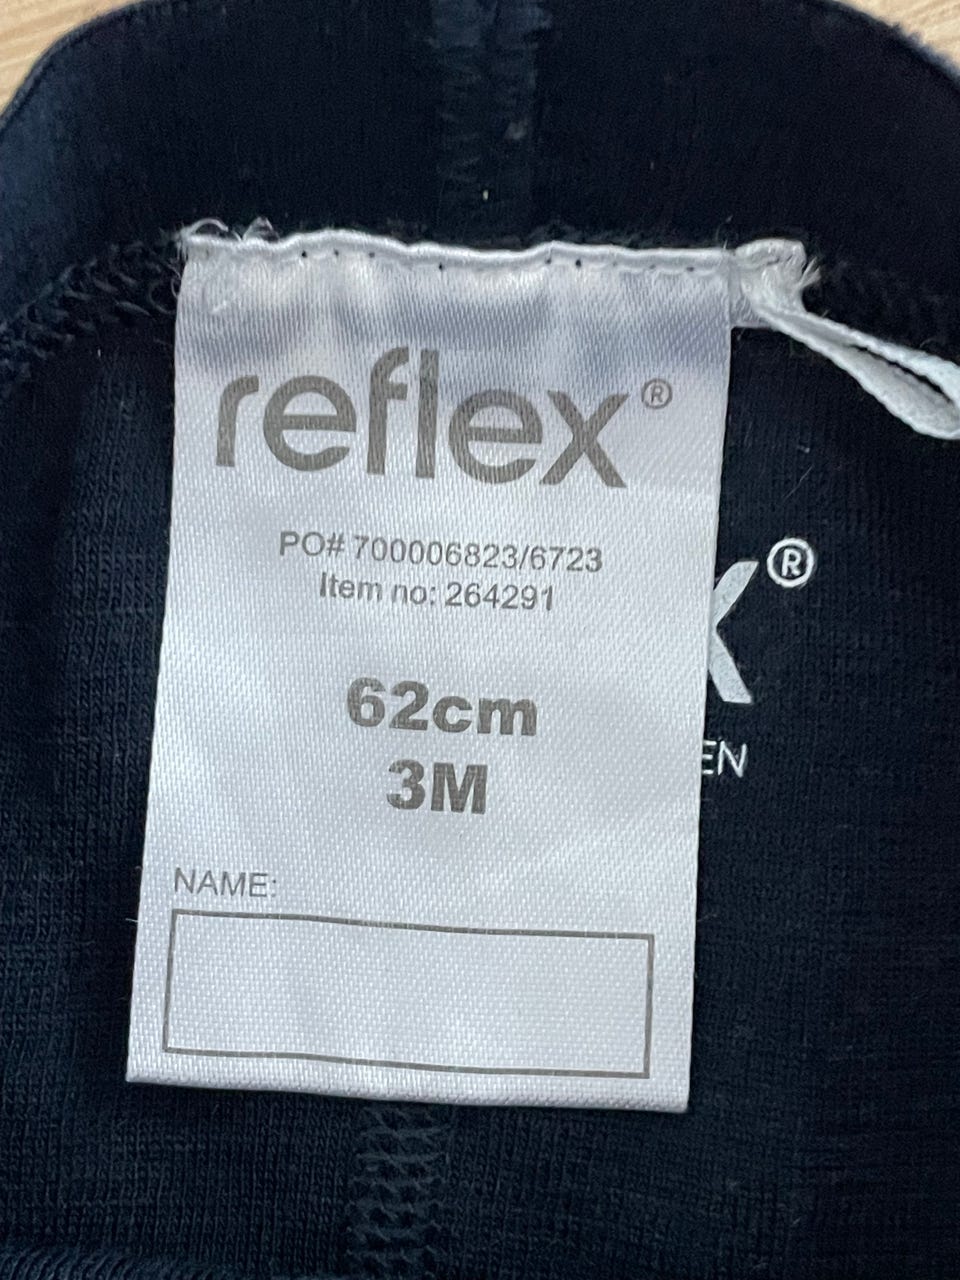 reflex®
PO# 700006823/6723
Item no: 264291
62cm
3M
NAME:
X®
EN